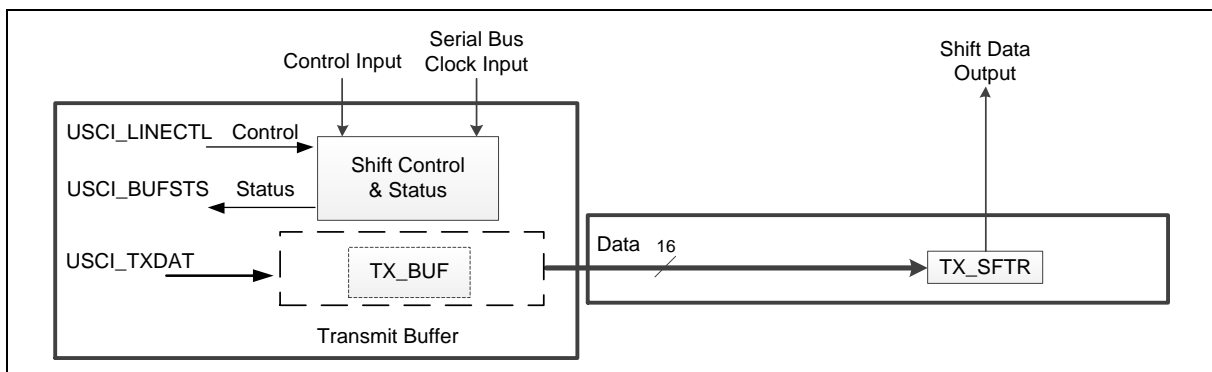 Control Input
Serial Bus
Clock Input
Shift Data
Output
USCI_LINECTL Control
Shift Control
& Status
USCI_BUFSTS Status
USCI_TXDAT
TX_BUF
Transmit Buffer
Data 16
TX_SFTR